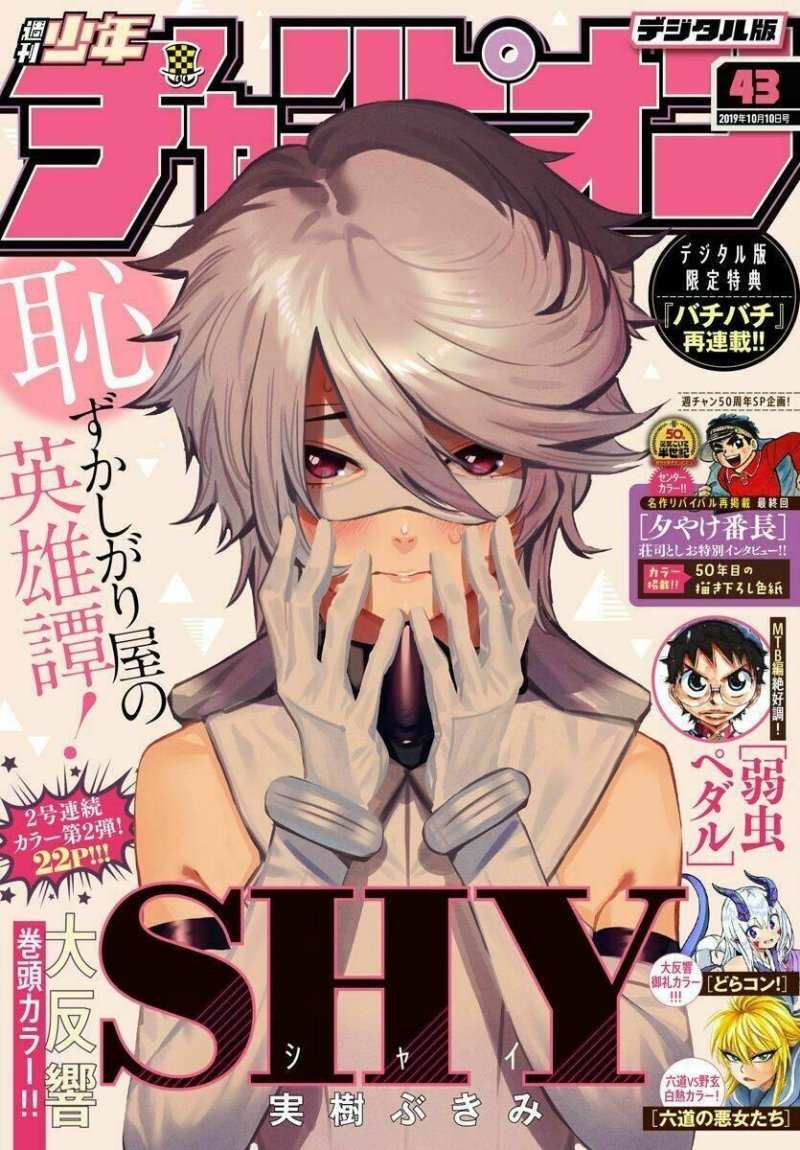 週刊
少年
チャンピオン
デジタル版
43
2019年10月10日号
デジタル版
限定特典
『バチバチ』
再連載!!
恥ずかしがり屋の
英雄譚!
週チャン50周年SP企画!
50th
半世紀
センター
カラー!!
名作リバイバル再掲載 最終回
[夕やけ番長]
荘司としお特別インタビュー!!
カラー
掲載!!
50年目の
描き下ろし色紙
MTB編絶好調!
[弱虫
ペダル]
2号連続
カラー第2弾!
22P!!!
大反響
巻頭カラー!!
SHY
シャイ
実樹ぶきみ
大反響
御礼カラー
!!!
[どらコン!]
六道VS野玄
白熱カラー!
[六道の悪女たち]